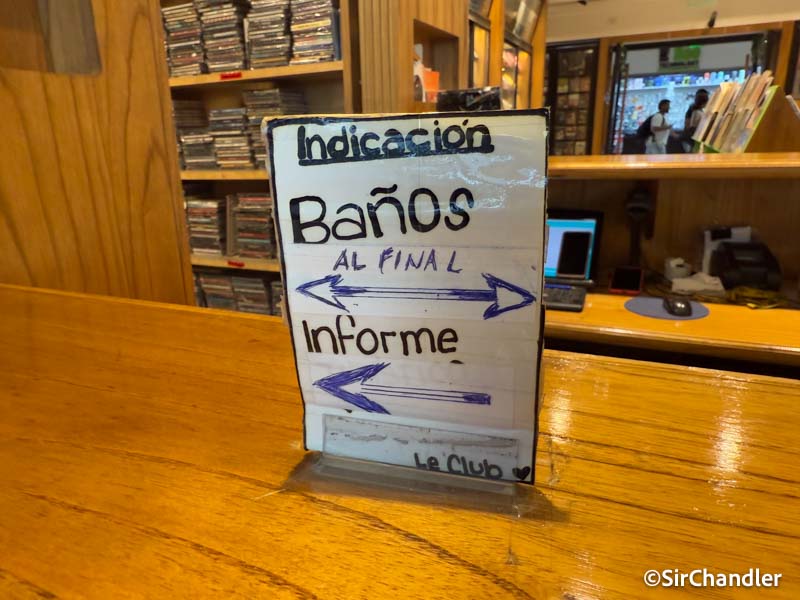 Indicación
Baños
AL FINAL
Informe
Le Club
©SirChandler